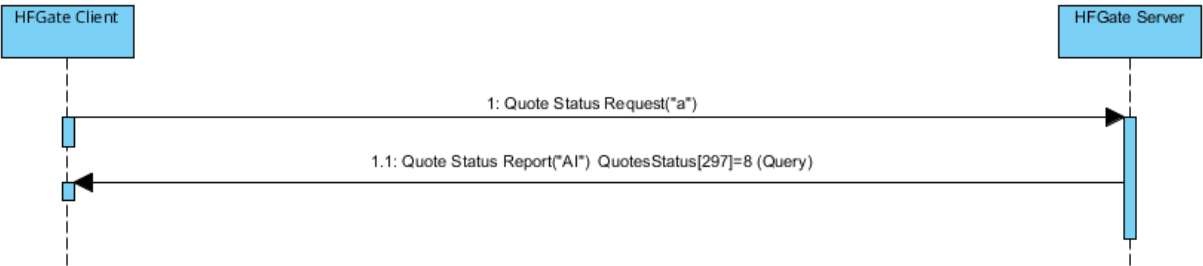 HFGate Client
HFGate Server
1: Quote Status Request("a")
1.1: Quote Status Report("AI") QuotesStatus[297]=8 (Query)